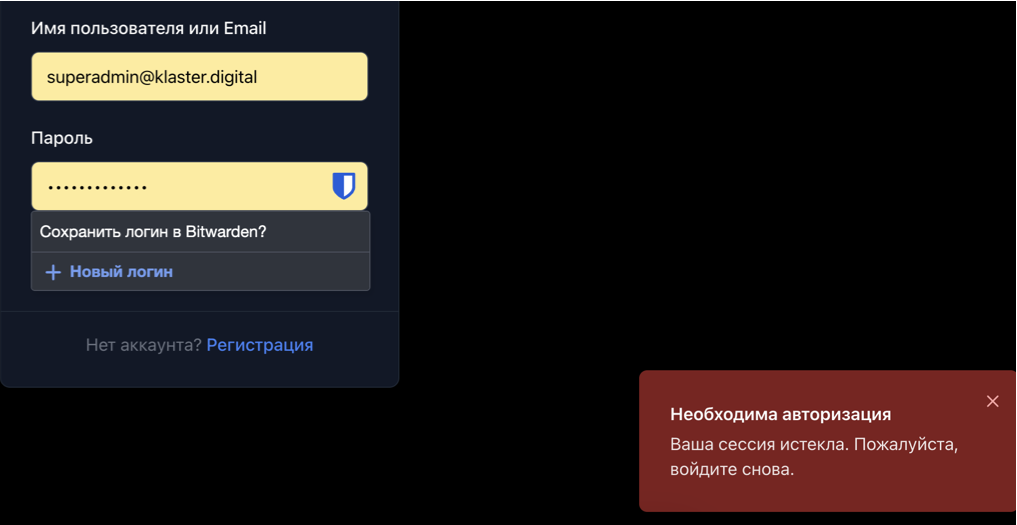 Имя пользователя или Email
superadmin@klaster.digital
Пароль
•••••••••••••
Сохранить логин в Bitwarden?
+ Новый логин
Нет аккаунта? Регистрация
Необходима авторизация
Ваша сессия истекла. Пожалуйста,
войдите снова.